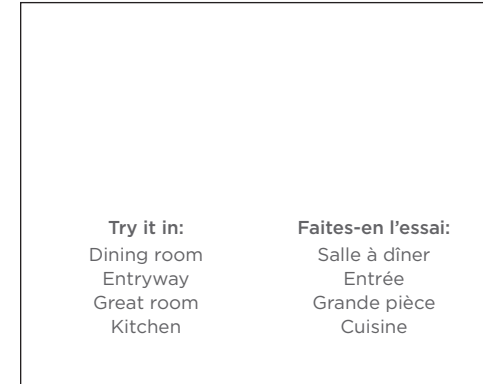 Try it in:
Dining room
Entryway
Great room
Kitchen
Faites-en l’essai:
Salle à dîner
Entrée
Grande pièce
Cuisine